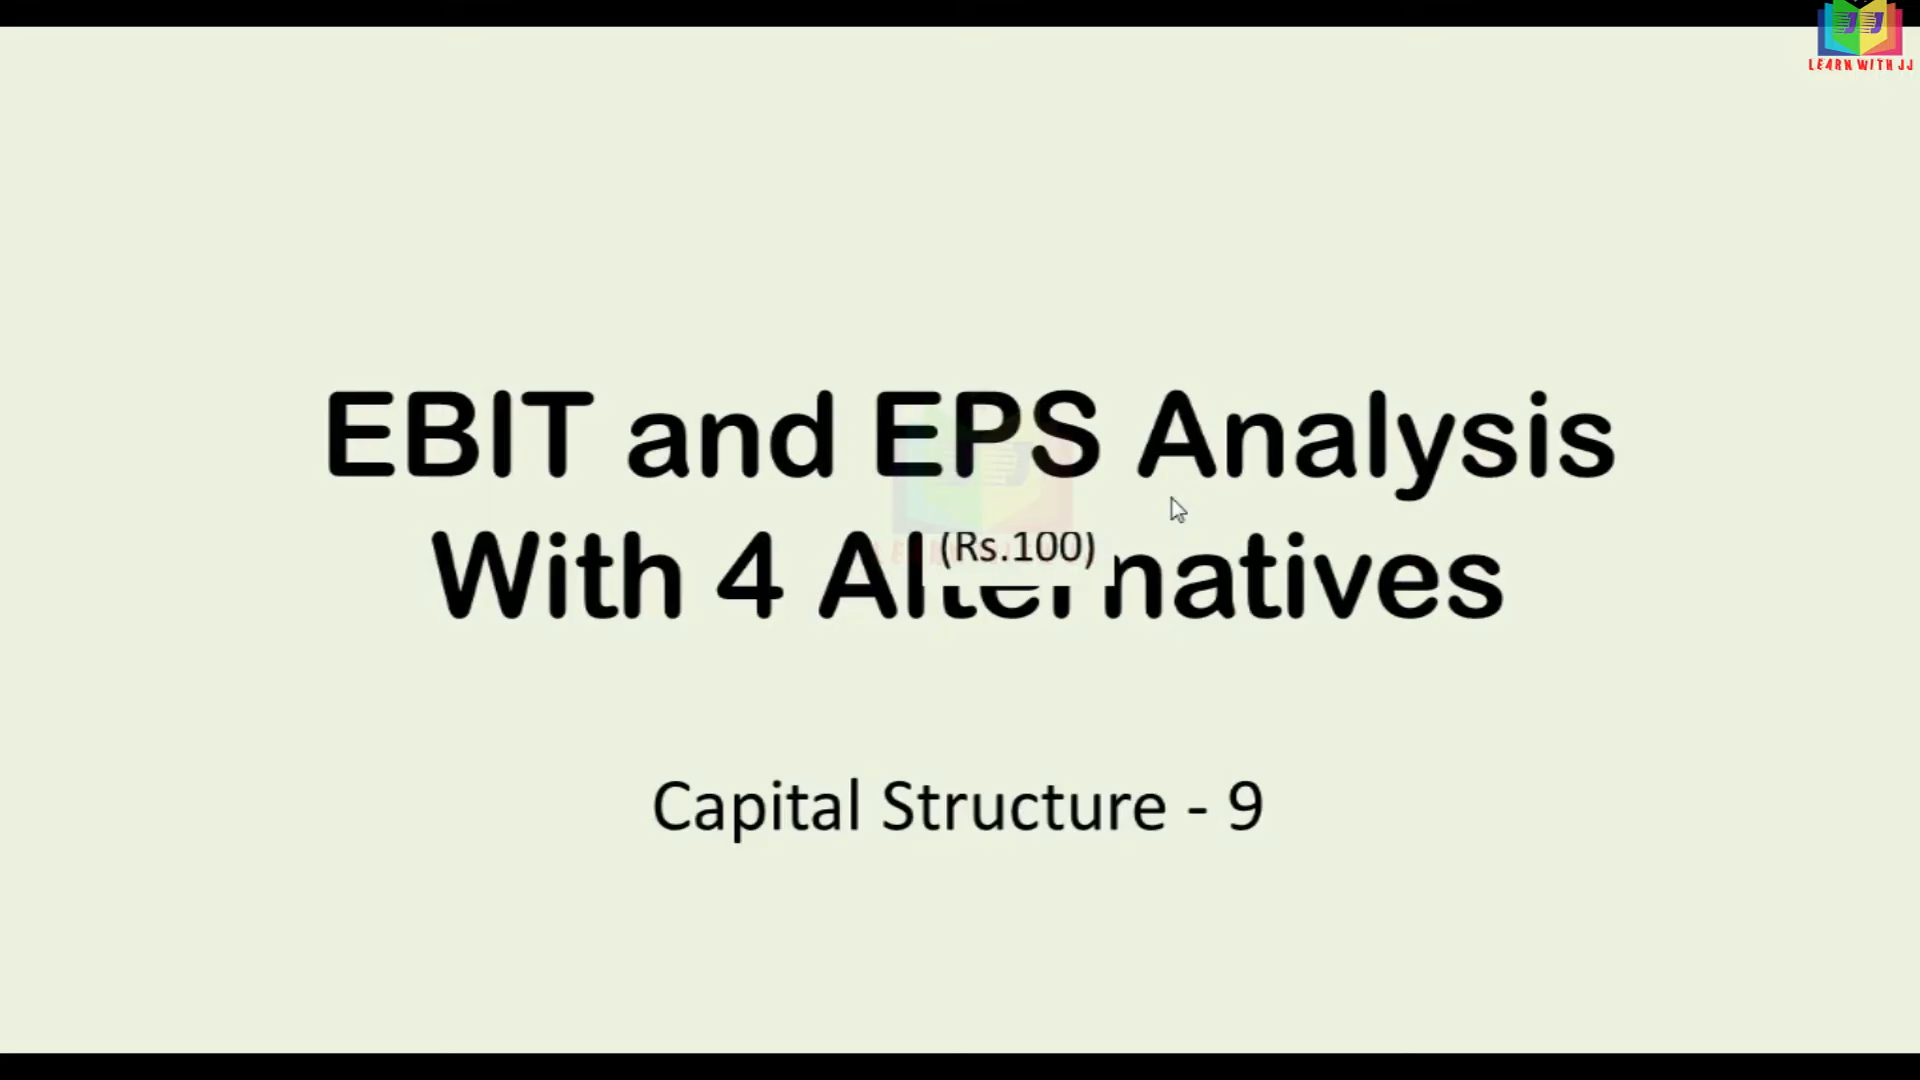 LEARN WITH JJ
EBIT and EPS Analysis
With 4 Alternatives
(Rs.100)
Capital Structure - 9